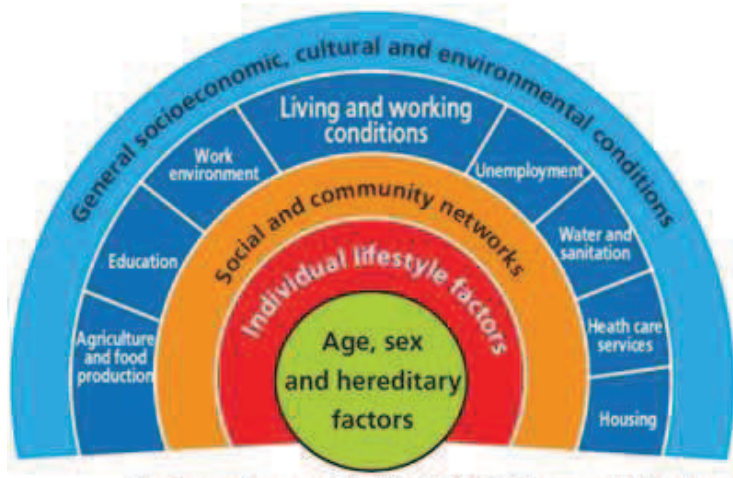 General socioeconomic, cultural and environmental conditions
Living and working
conditions
Work
environment
Unemployment
Education
Water and
sanitation
Agriculture
and food
production
Heath care
services
Housing
Social and community networks
Individual lifestyle factors
Age, sex
and hereditary
factors